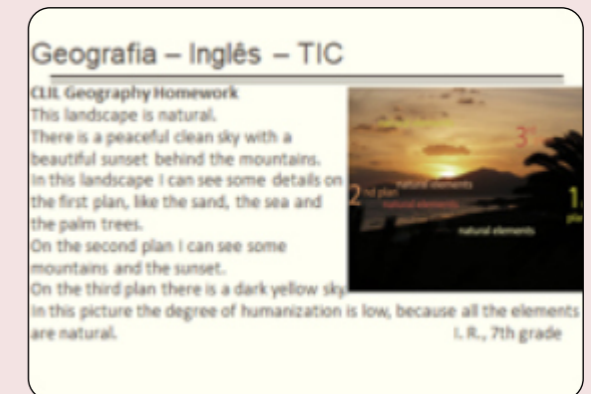 Geografia – Inglês – TIC
CLIL Geography Homework
This landscape is natural.
There is a peaceful clean sky with a
beautiful sunset behind the mountains.
In this landscape I can see some details on
the first plan, like the sand, the sea and
the palm trees.
On the second plan I can see some
mountains and the sunset.
On the third plan there is a dark yellow sky.
In this picture the degree of humanization is low, because all the elements
are natural. I. R., 7th grade
3
2nd plan
natural elements
natural elements
1
natural elements